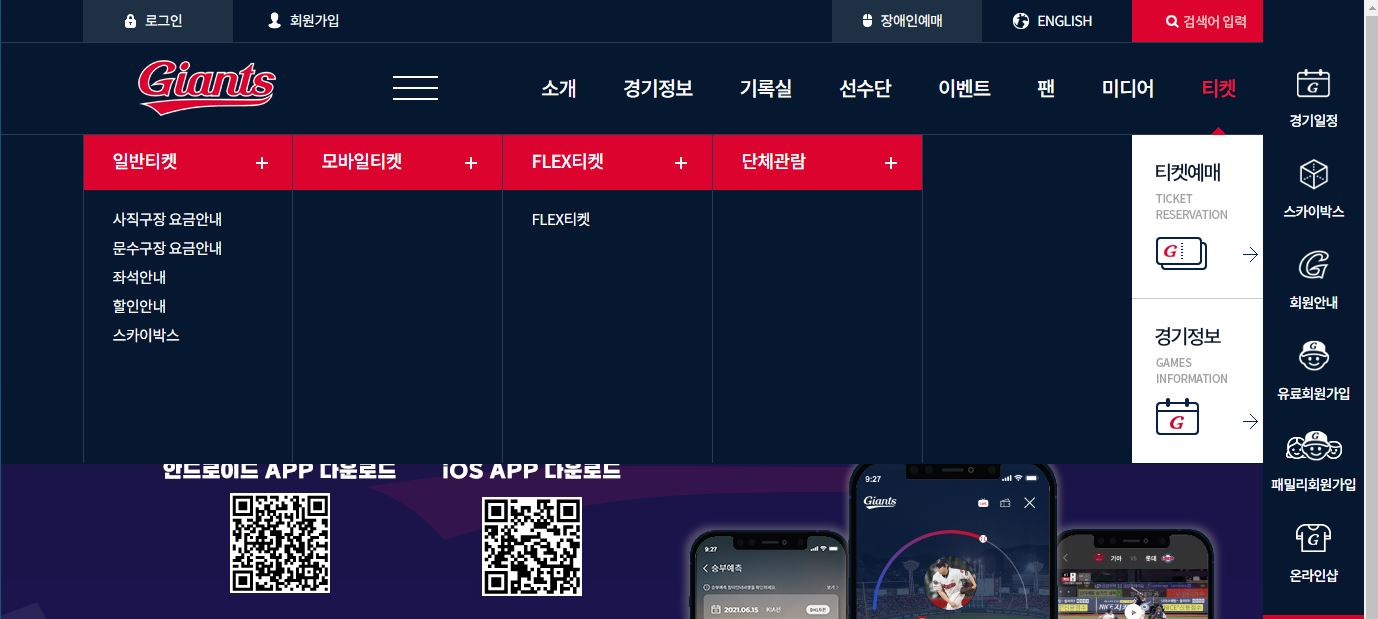 로그인
회원가입
장애인예매
ENGLISH
검색어 입력
Giants
소개
경기정보
기록실
선수단
이벤트
팬
미디어
티켓
일반티켓 +
모바일티켓 +
FLEX티켓 +
단체관람 +
사직구장 요금안내
문수구장 요금안내
좌석안내
할인안내
스카이박스
FLEX티켓
티켓예매
TICKET
RESERVATION
G
경기정보
GAMES
INFORMATION
G
G
경기일정
스카이박스
G
회원안내
G
유료회원가입
G
패밀리회원가입
G
온라인샵
안드로이드 APP 다운로드
iOS APP 다운로드
9:27
승부예측
2021.06.15 KIA전
9:27
Giants
기아 VS 롯데